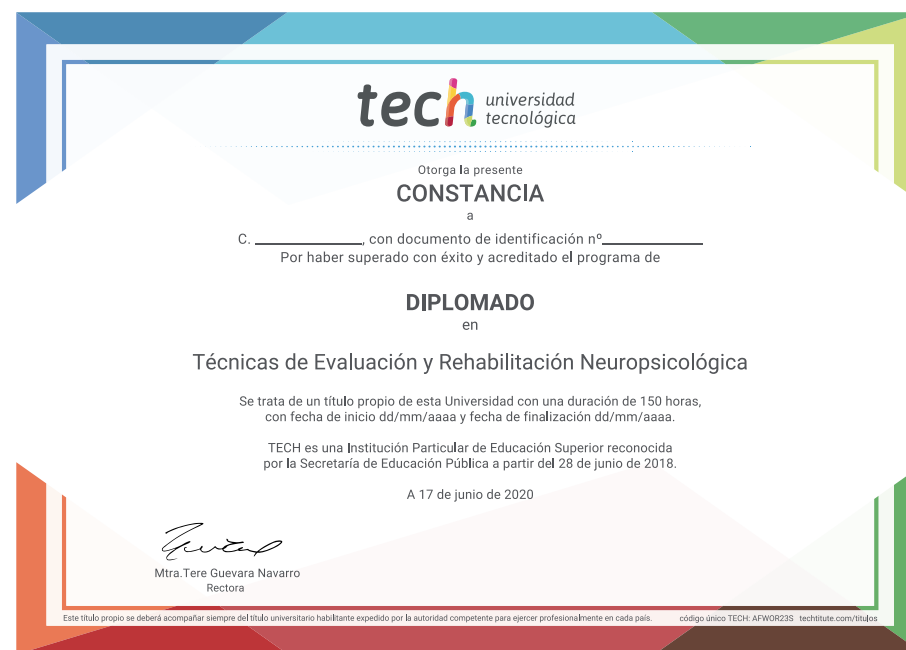 tech universidad
tecnológica
Otorga la presente
CONSTANCIA
a
C. ____________, con documento de identificación nº____________
Por haber superado con éxito y acreditado el programa de
DIPLOMADO
en
Técnicas de Evaluación y Rehabilitación Neuropsicológica
Se trata de un título propio de esta Universidad con una duración de 150 horas,
con fecha de inicio dd/mm/aaaa y fecha de finalización dd/mm/aaaa.
TECH es una Institución Particular de Educación Superior reconocida
por la Secretaría de Educación Pública a partir del 28 de junio de 2018.
A 17 de junio de 2020
Mtra.Tere Guevara Navarro
Rectora
Este título propio se deberá acompañar siempre del título universitario habilitante expedido por la autoridad competente para ejercer profesionalmente en cada país. código único TECH: AFWOR23S techtitute.com/titulos